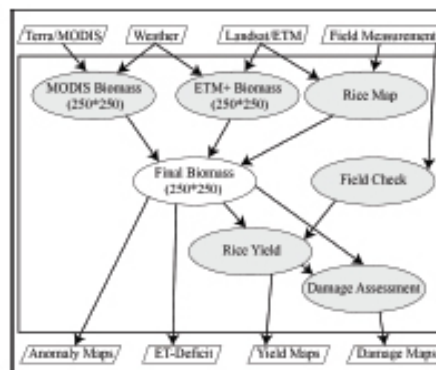 Terra/MODIS
Weather
Landsat/ETM
Field Measurement
MODIS Biomass
(250*250)
ETM+ Biomass
(250*250)
Rice Map
Final Biomass
(250*250)
Field Check
Rice Yield
Damage Assessment
Anomaly Maps
ET-Deficit
Yield Maps
Damage Maps